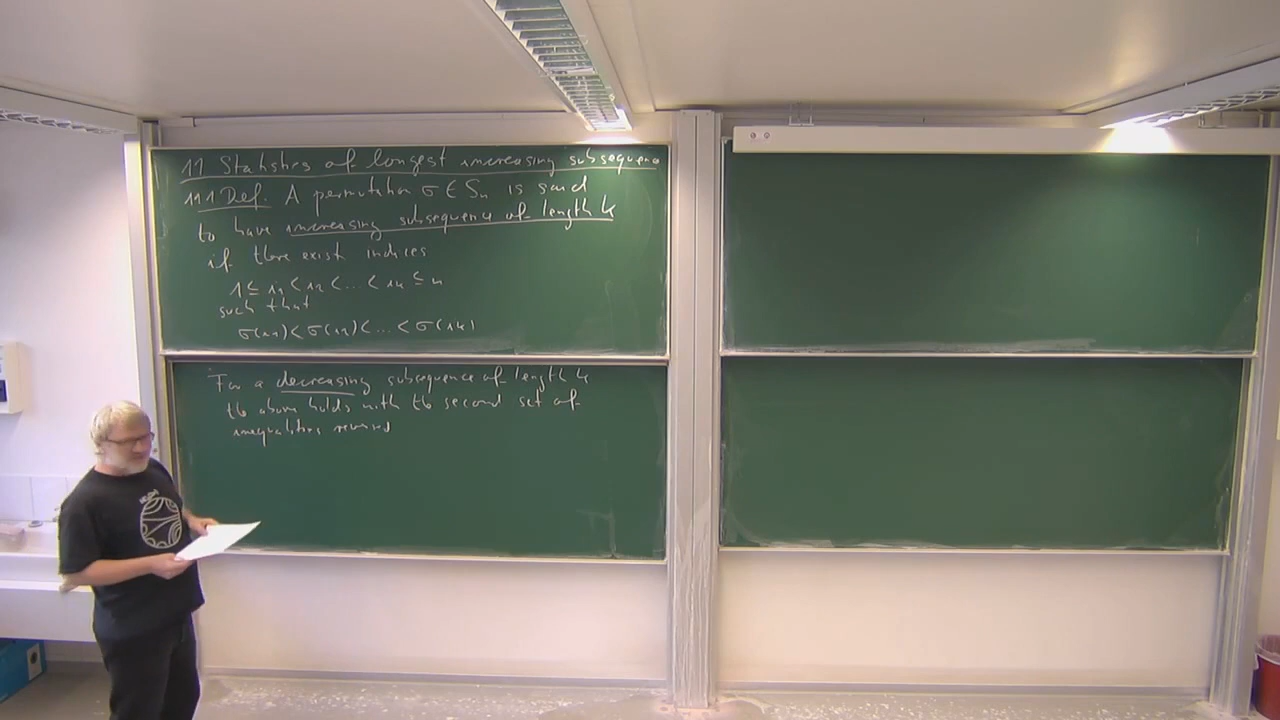 11 Statistics of longest increasing subsequence
11.1 Def. A permutation σ ∈ Sₙ is said
to have increasing subsequence of length k
if there exist indices
1 ≤ i₁ < i₂ < ... < iₖ ≤ n
such that
σ(i₁) < σ(i₂) < ... < σ(iₖ)
For a decreasing subsequence of length k
the above holds with the second set of
inequalities reversed